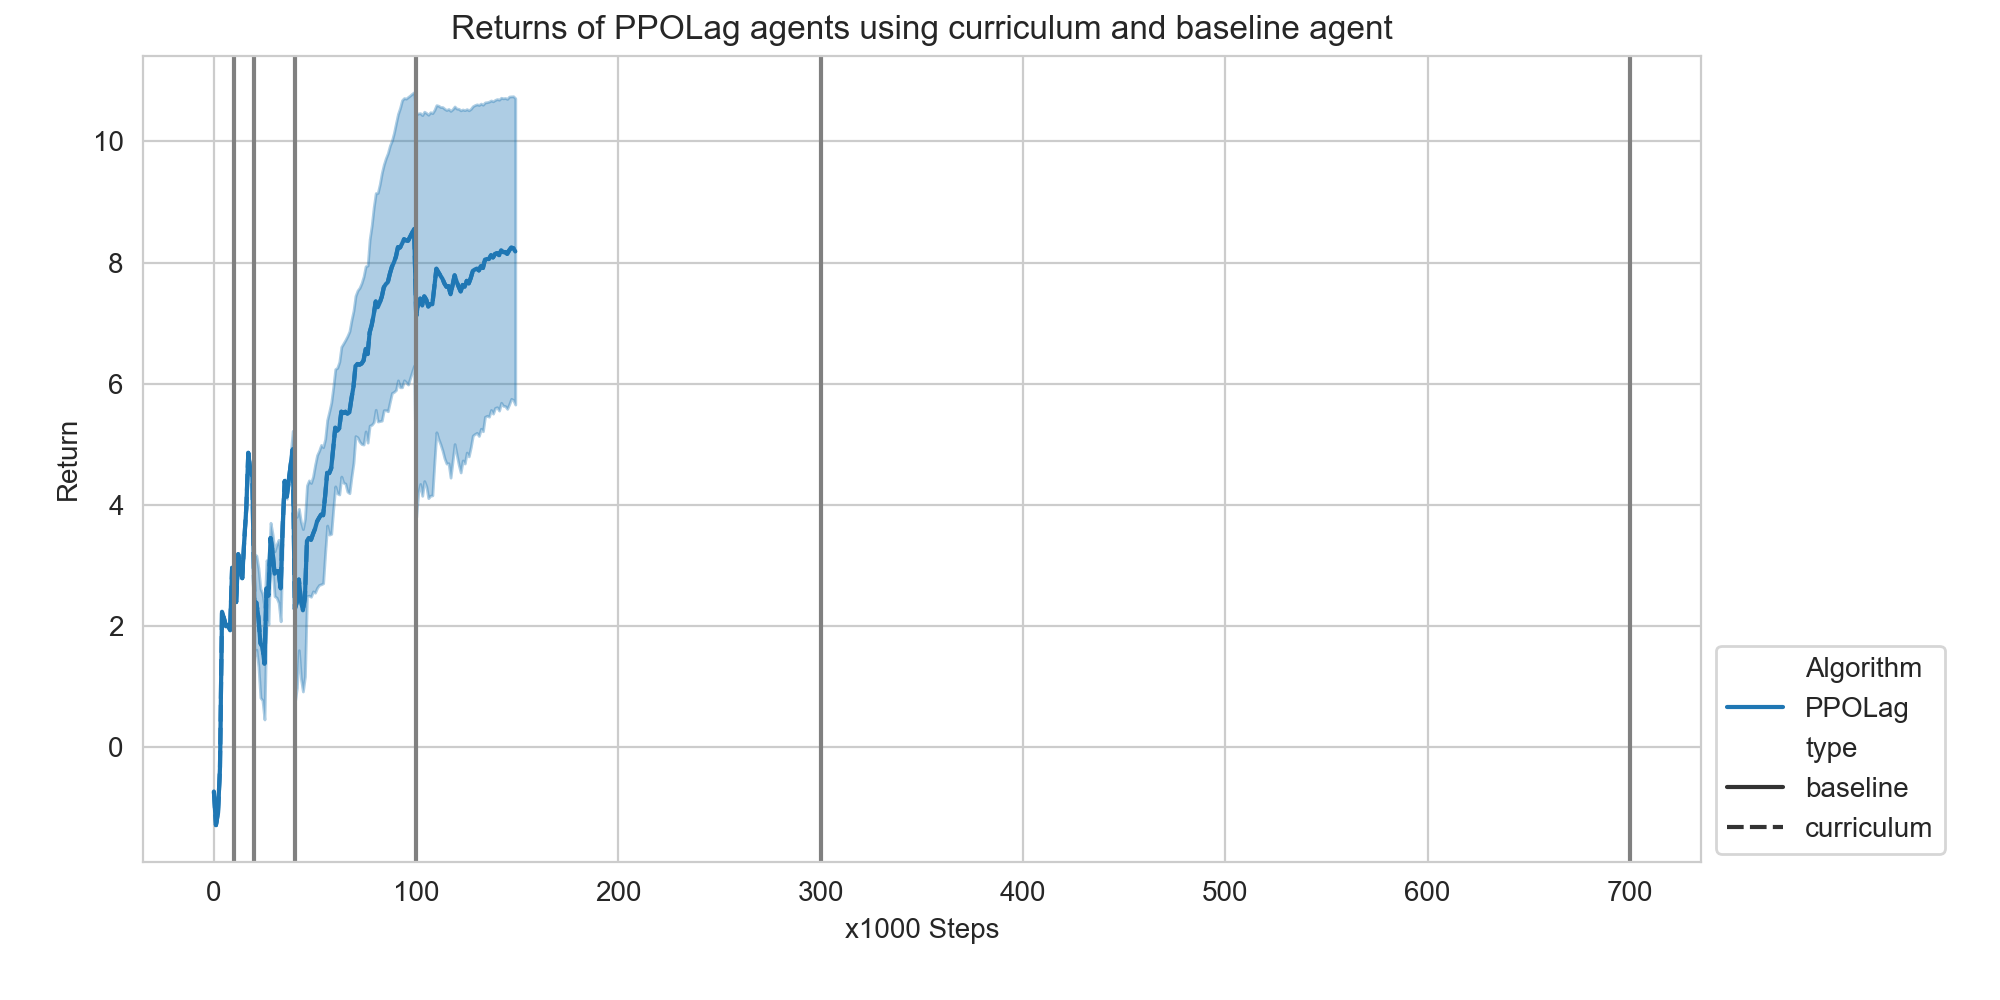 Returns of PPOLag agents using curriculum and baseline agent
10
8
6
4
2
0
Return
0 100 200 300 400 500 600 700
x1000 Steps
Algorithm
PPOLag
type
baseline
curriculum